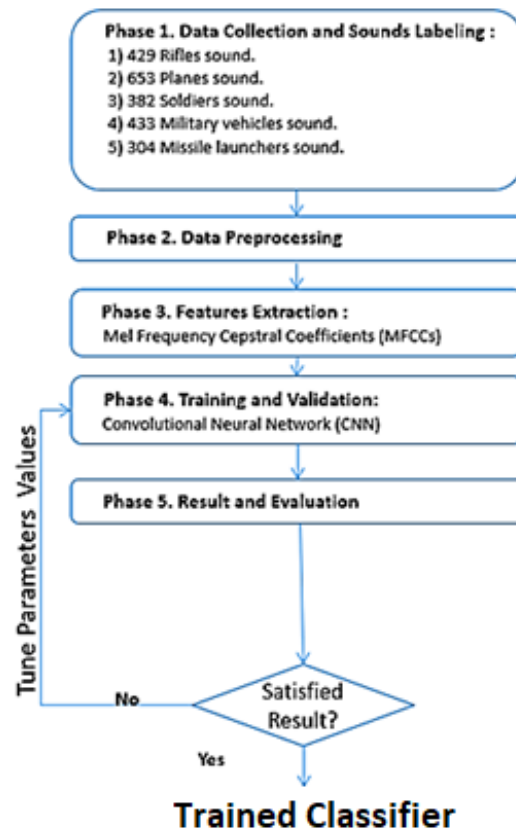 Phase 1. Data Collection and Sounds Labeling :
1) 429 Rifles sound.
2) 653 Planes sound.
3) 382 Soldiers sound.
4) 433 Military vehicles sound.
5) 304 Missile launchers sound.
Phase 2. Data Preprocessing
Phase 3. Features Extraction :
Mel Frequency Cepstral Coefficients (MFCCs)
Phase 4. Training and Validation:
Convolutional Neural Network (CNN)
Phase 5. Result and Evaluation
Tune Parameters Values
Satisfied
Result?
No
Yes
Trained Classifier